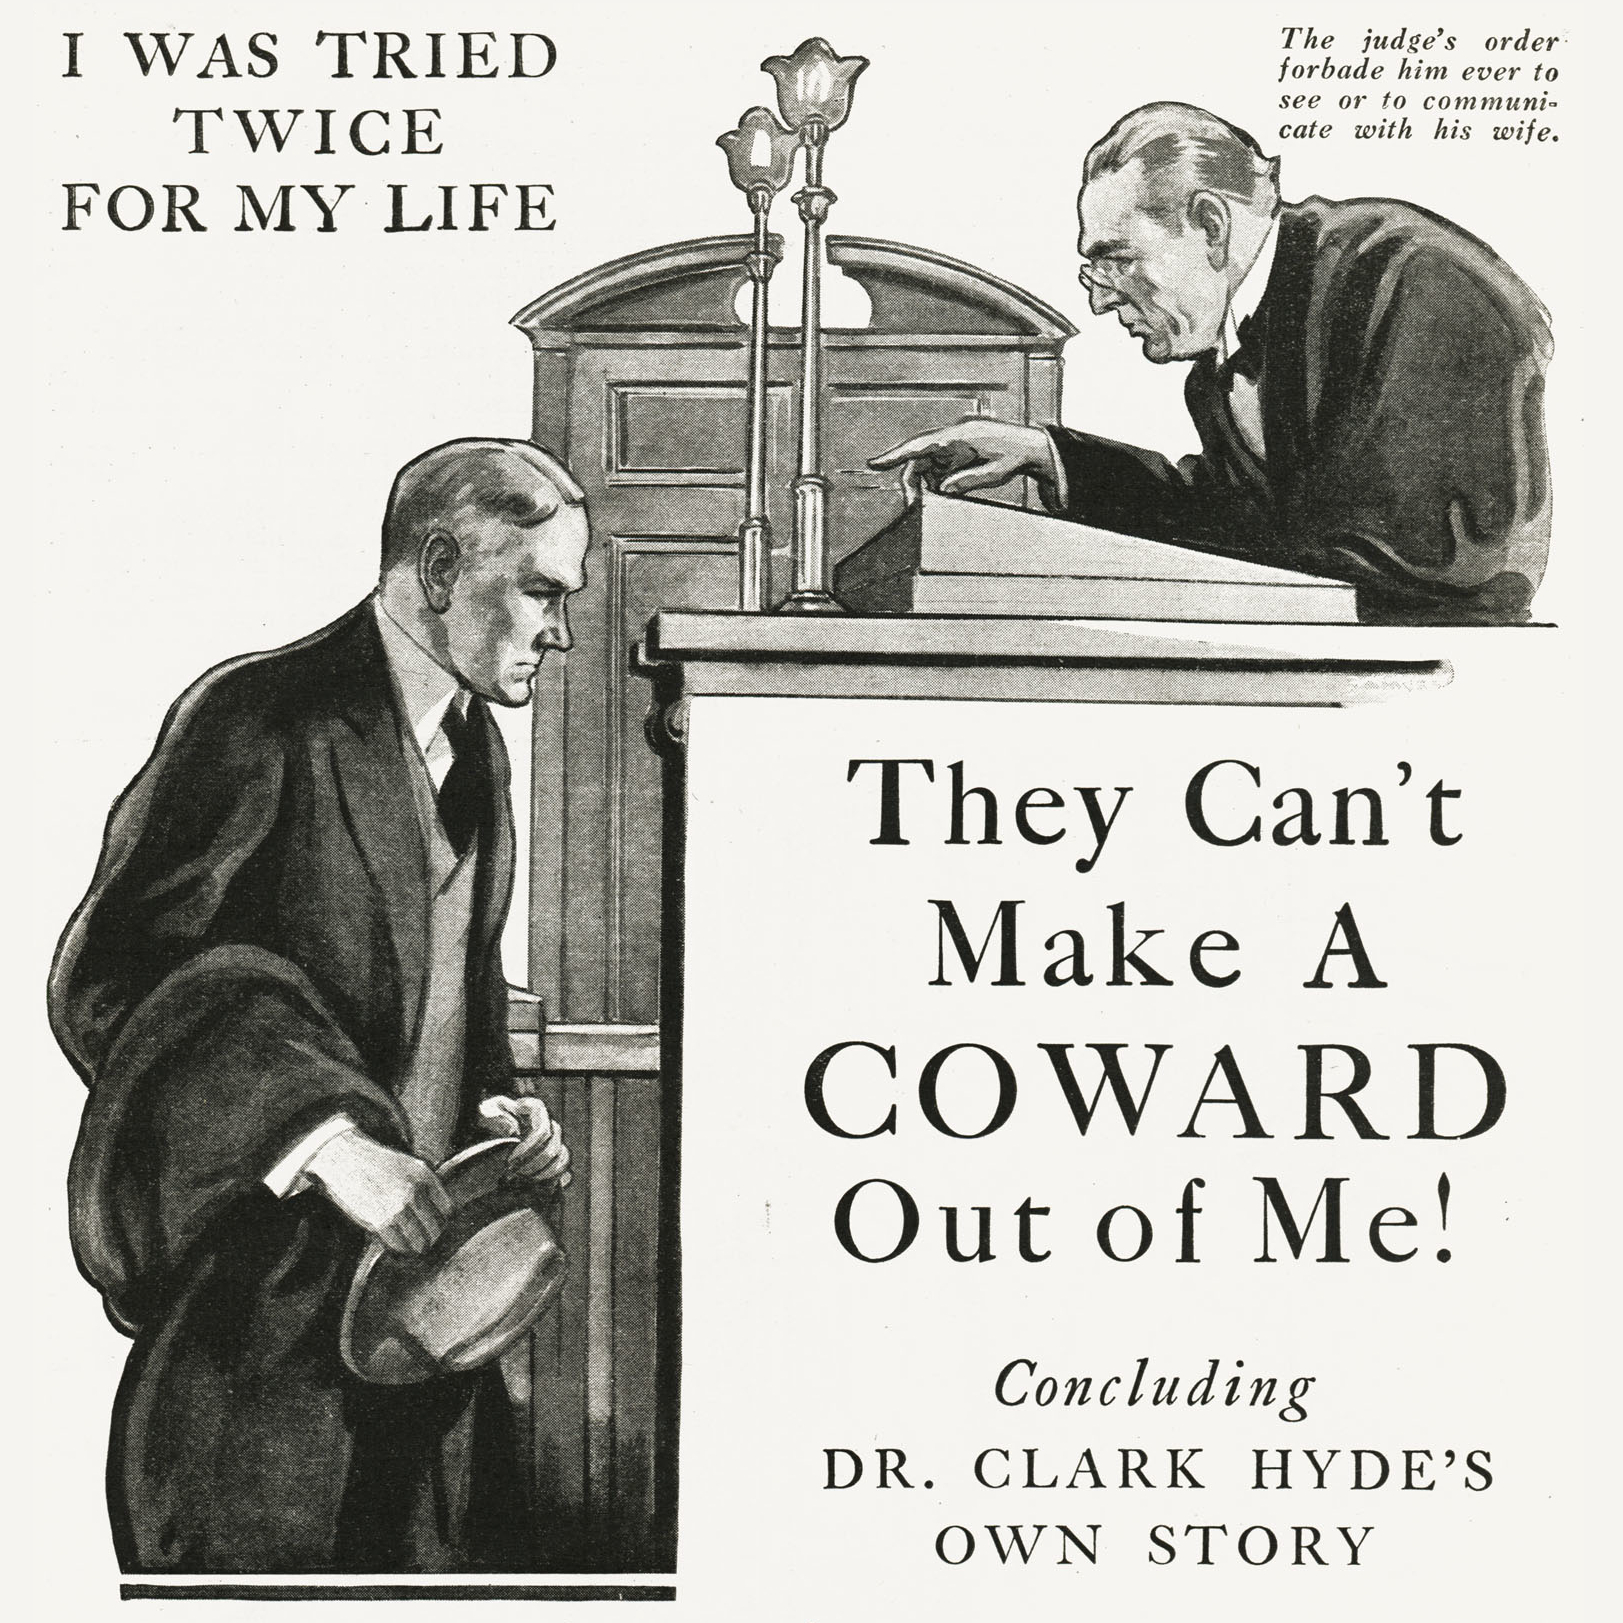 I WAS TRIED
TWICE
FOR MY LIFE
The judge's order
forbade him ever to
see or to communi-
cate with his wife.
They Can't
Make A
COWARD
Out of Me!
Concluding
DR. CLARK HYDE'S
OWN STORY